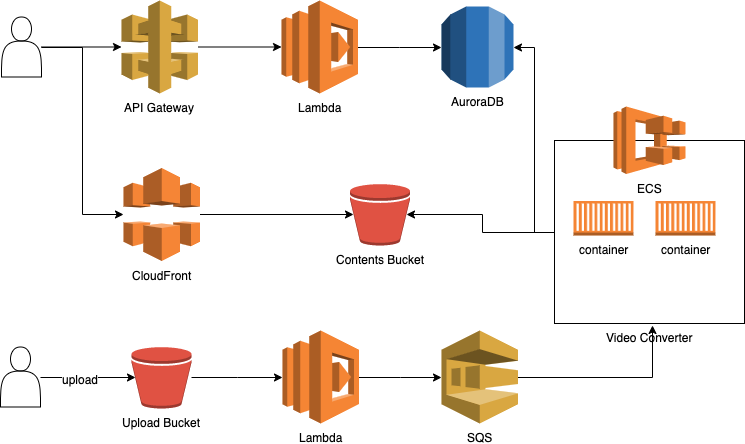 API Gateway
Lambda
AuroraDB
ECS
container
container
CloudFront
Contents Bucket
Video Converter
upload
Upload Bucket
Lambda
SQS